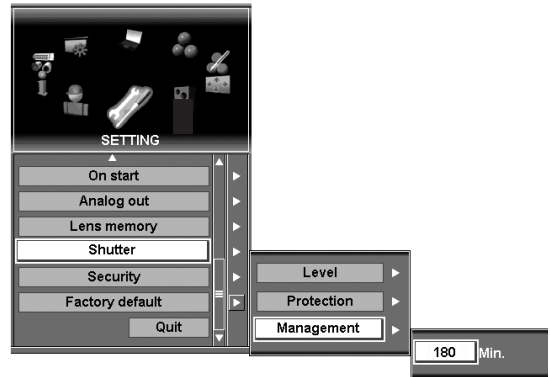 SETTING
On start
Analog out
Lens memory
Shutter
Security
Factory default
Quit
Level
Protection
Management
180 Min.